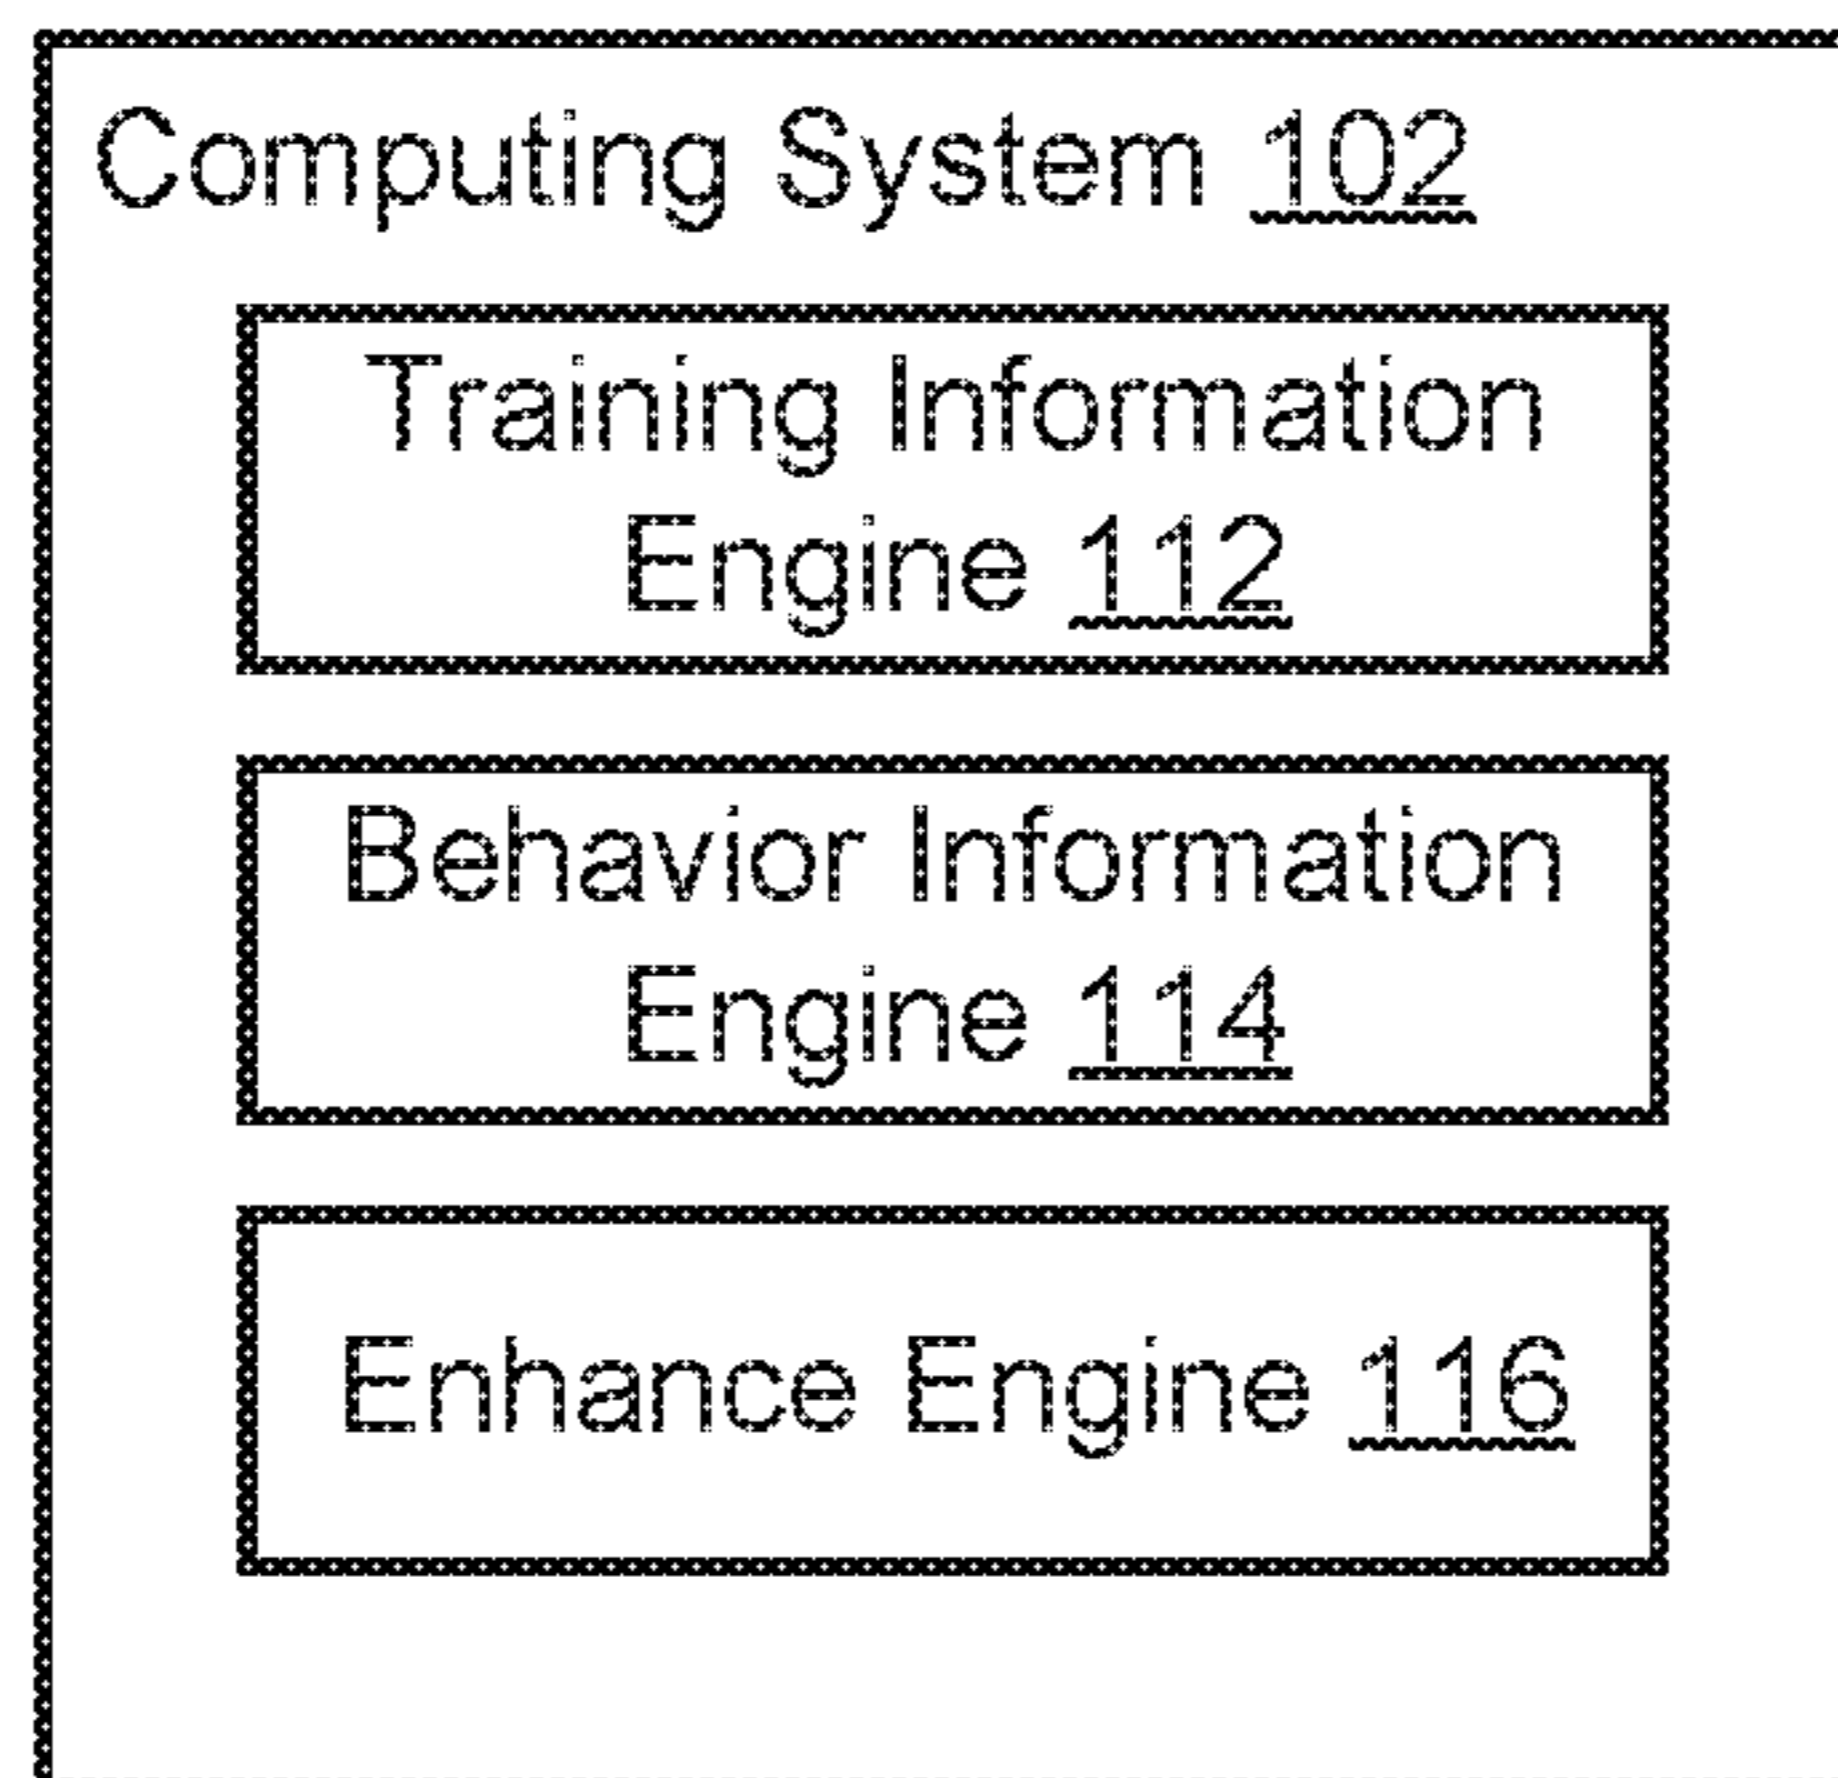 Computing System 102
Training Information
Engine 112
Behavior Information
Engine 114
Enhance Engine 116